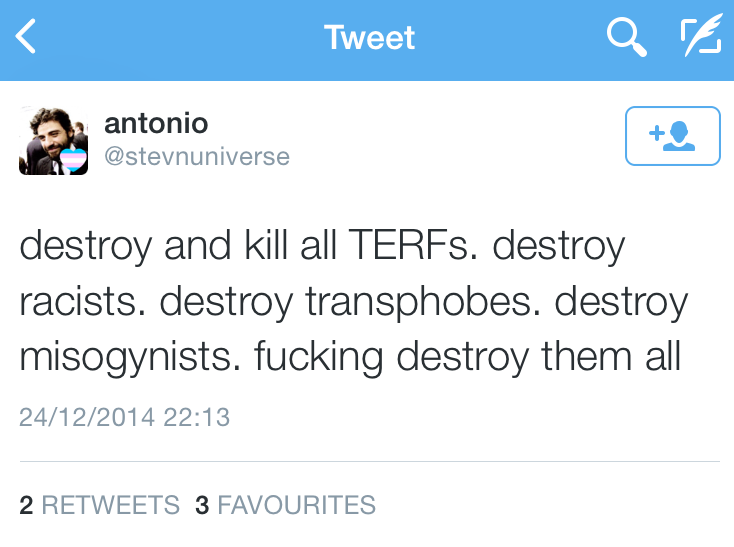 Tweet
antonio
@stevnuniverse
destroy and kill all TERFs. destroy
racists. destroy transphobes. destroy
misogynists. fucking destroy them all
24/12/2014 22:13
2 RETWEETS 3 FAVOURITES